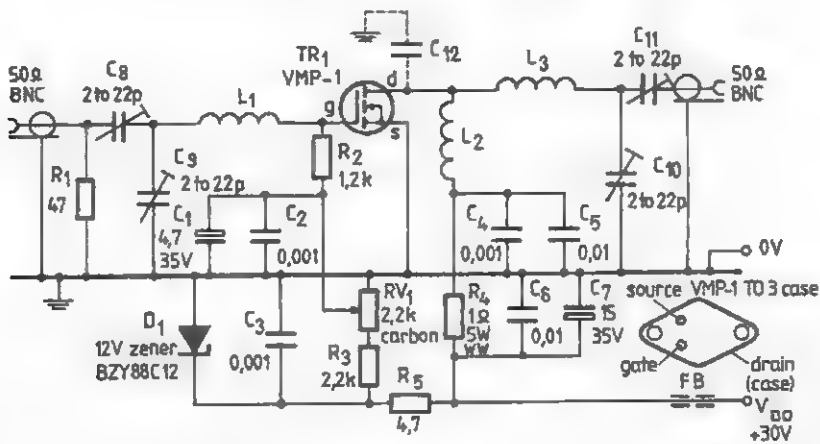 C12
TR1
VMP-1
d
g
s
L3
C11
2 to 22p
50Ω
BNC
50Ω
BNC
C8
2 to 22p
L1
L2
R1
47
C9
2 to 22p
R2
1,2k
C10
2 to 22p
C1
4,7
35V
C2
0,001
C4
0,001
C5
0,01
0V
D1
12V zener
BZY88C12
C3
0,001
RV1
2,2k
carbon
R3
2,2k
R4
1Ω
5W
WW
C6
0,01
C7
15
35V
source VMP-1 TO 3 case
gate
drain
(case)
R5
4,7
FB
VDD
+30V